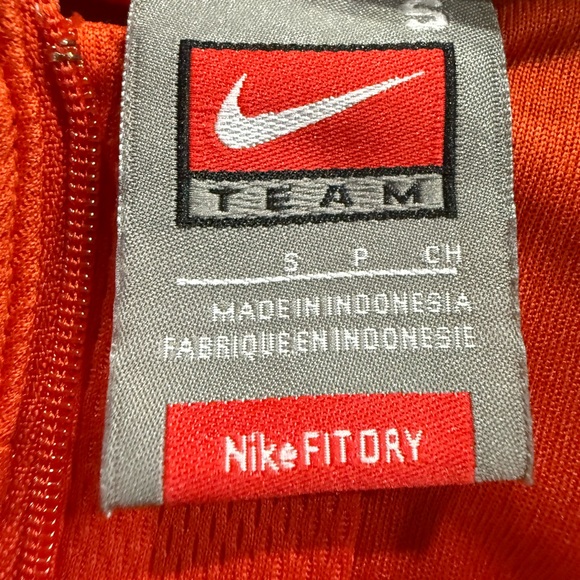 S
TEAM
S P CH
MADE IN INDONESIA
FABRIQUE EN INDONESIE
Nike FIT DRY